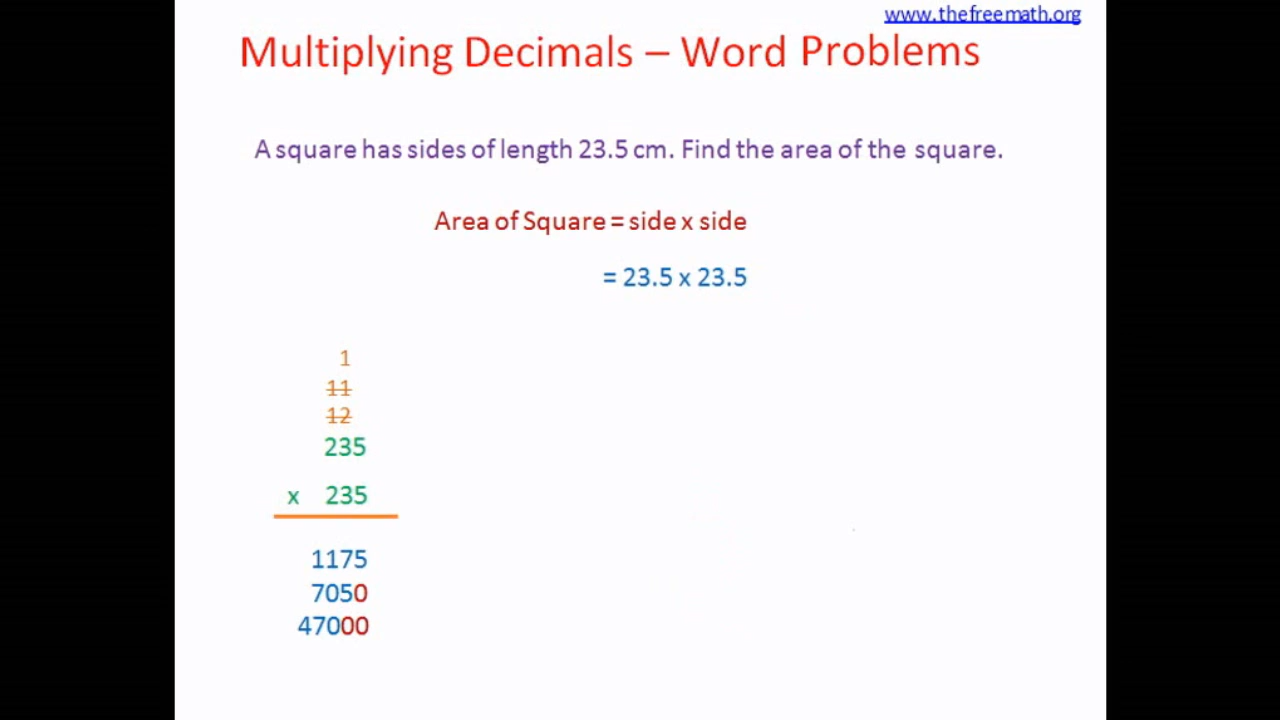 www.thefreemath.org
Multiplying Decimals – Word Problems
A square has sides of length 23.5 cm. Find the area of the square.
Area of Square = side x side
= 23.5 x 23.5
1
11
12
235
x 235
1175
7050
47000